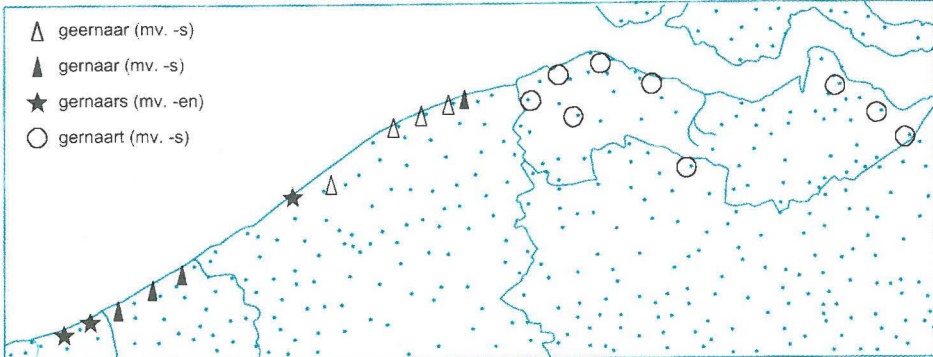 geernaar (mv. -s)
gernaar (mv. -s)
gernaars (mv. -en)
gernaart (mv. -s)